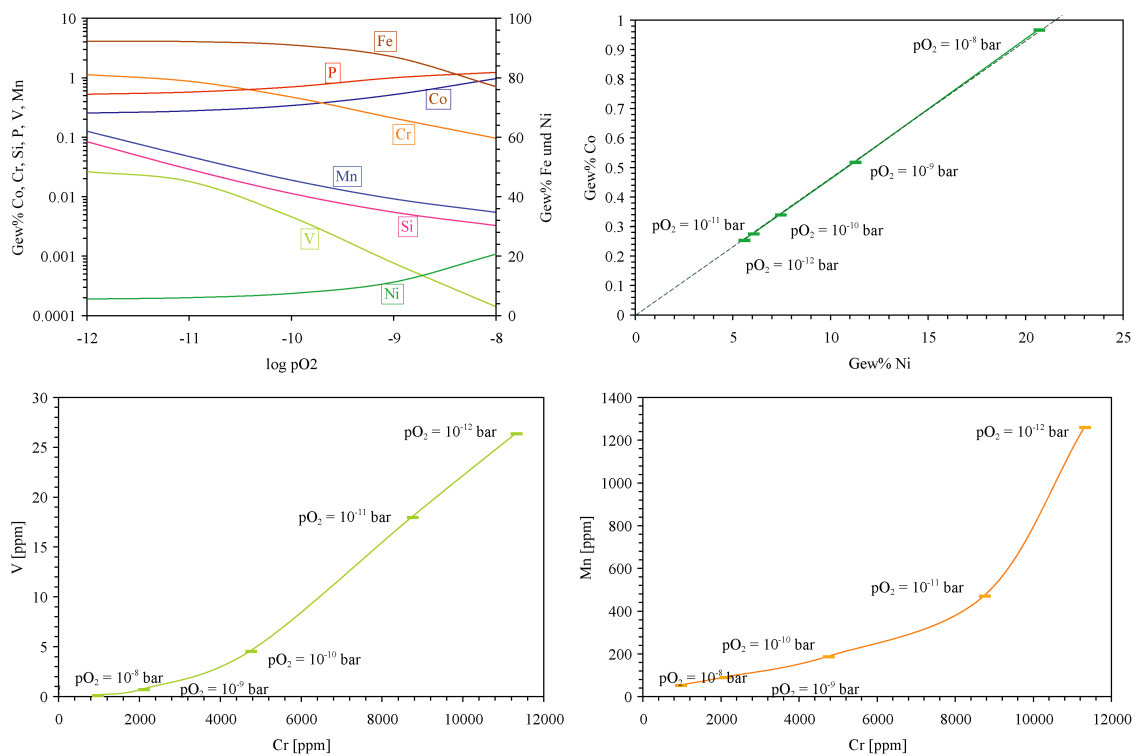 10
1
0.1
0.01
0.001
0.0001
Gew% Co, Cr, Si, P, V, Mn
100
80
60
40
20
0
Gew% Fe und Ni
-12
-11
-10
-9
-8
log pO2
Fe
P
Co
Cr
Mn
Si
V
Ni
1
0.9
0.8
0.7
0.6
0.5
0.4
0.3
0.2
0.1
0
Gew% Co
0
5
10
15
20
25
Gew% Ni
pO₂ = 10⁻⁸ bar
pO₂ = 10⁻⁹ bar
pO₂ = 10⁻¹¹ bar
pO₂ = 10⁻¹⁰ bar
pO₂ = 10⁻¹² bar
30
25
20
15
10
5
0
V [ppm]
0
2000
4000
6000
8000
10000
12000
Cr [ppm]
pO₂ = 10⁻¹² bar
pO₂ = 10⁻¹¹ bar
pO₂ = 10⁻¹⁰ bar
pO₂ = 10⁻⁸ bar
pO₂ = 10⁻⁹ bar
1400
1200
1000
800
600
400
200
0
Mn [ppm]
0
2000
4000
6000
8000
10000
12000
Cr [ppm]
pO₂ = 10⁻¹² bar
pO₂ = 10⁻¹¹ bar
pO₂ = 10⁻¹⁰ bar
pO₂ = 10⁻⁸ bar
pO₂ = 10⁻⁹ bar